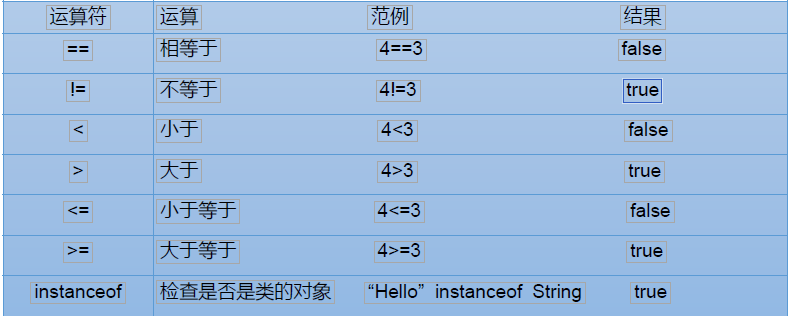 运算符 运算 范例 结果
== 相等于 4==3 false
!= 不等于 4!=3 true
< 小于 4<3 false
> 大于 4>3 true
<= 小于等于 4<=3 false
>= 大于等于 4>=3 true
instanceof 检查是否是类的对象 “Hello” instanceof String true